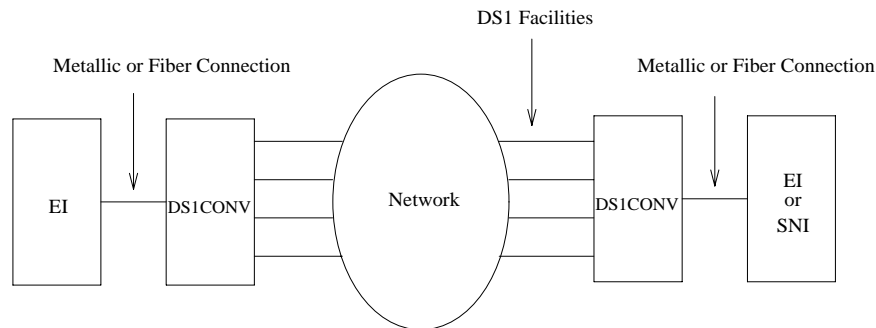 DS1 Facilities
Metallic or Fiber Connection
Metallic or Fiber Connection
EI
DS1CONV
Network
DS1CONV
EI
or
SNI